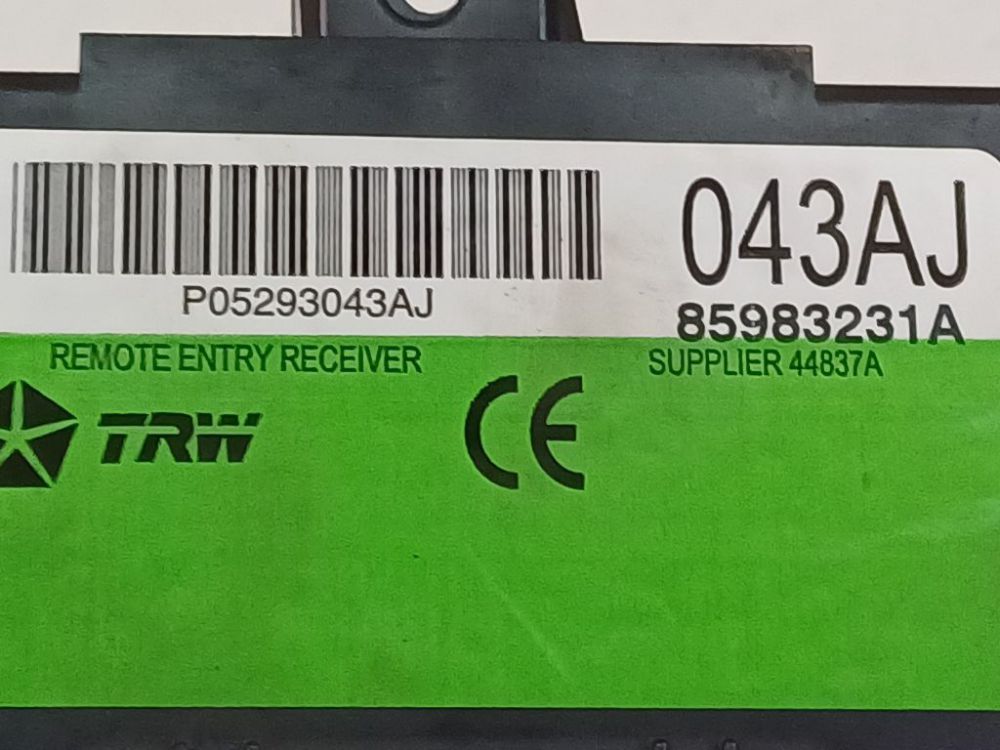 043AJ
P05293043AJ
85983231A
REMOTE ENTRY RECEIVER
SUPPLIER 44837A
TRW
CE